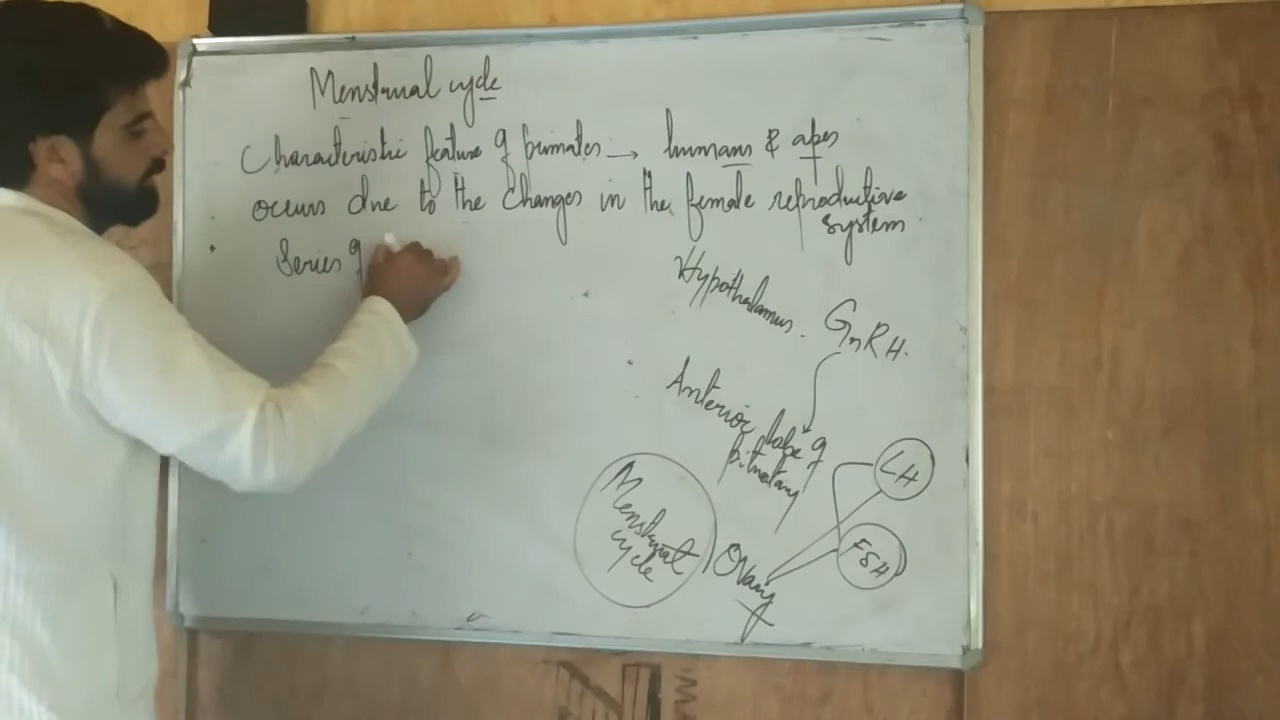 Menstrual cycle
Characteristic feature of primates → humans & apes
occurs due to the changes in the female reproductive
system
Series of
Hypothalamus.
GnRH.
Anterior lobe of
pituitary
LH
FSH
Ovary
Menstrual
cycle